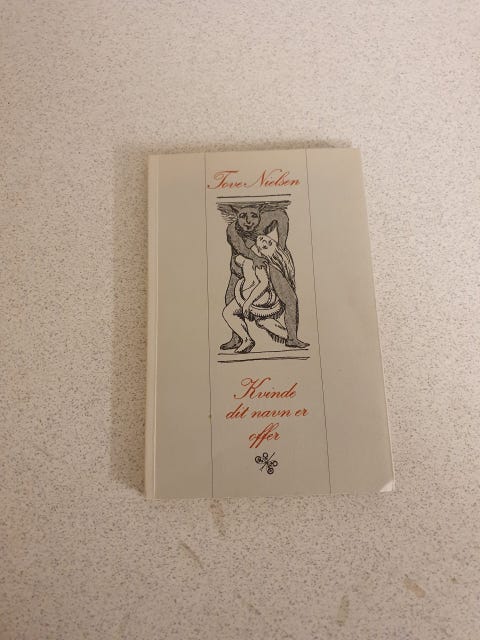 Tove Nielsen
Kvinde
dit navn er
offer